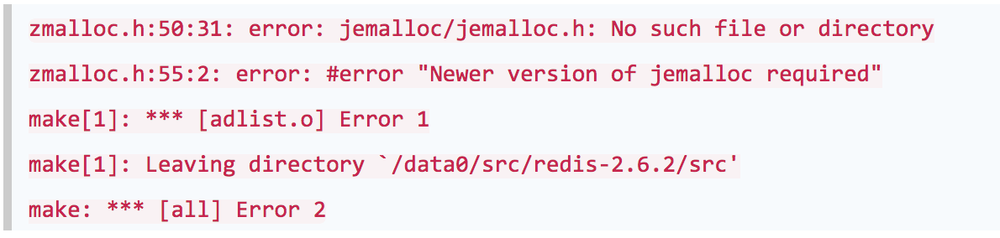 zmalloc.h:50:31: error: jemalloc/jemalloc.h: No such file or directory
zmalloc.h:55:2: error: #error "Newer version of jemalloc required"
make[1]: *** [adlist.o] Error 1
make[1]: Leaving directory `/data0/src/redis-2.6.2/src'
make: *** [all] Error 2